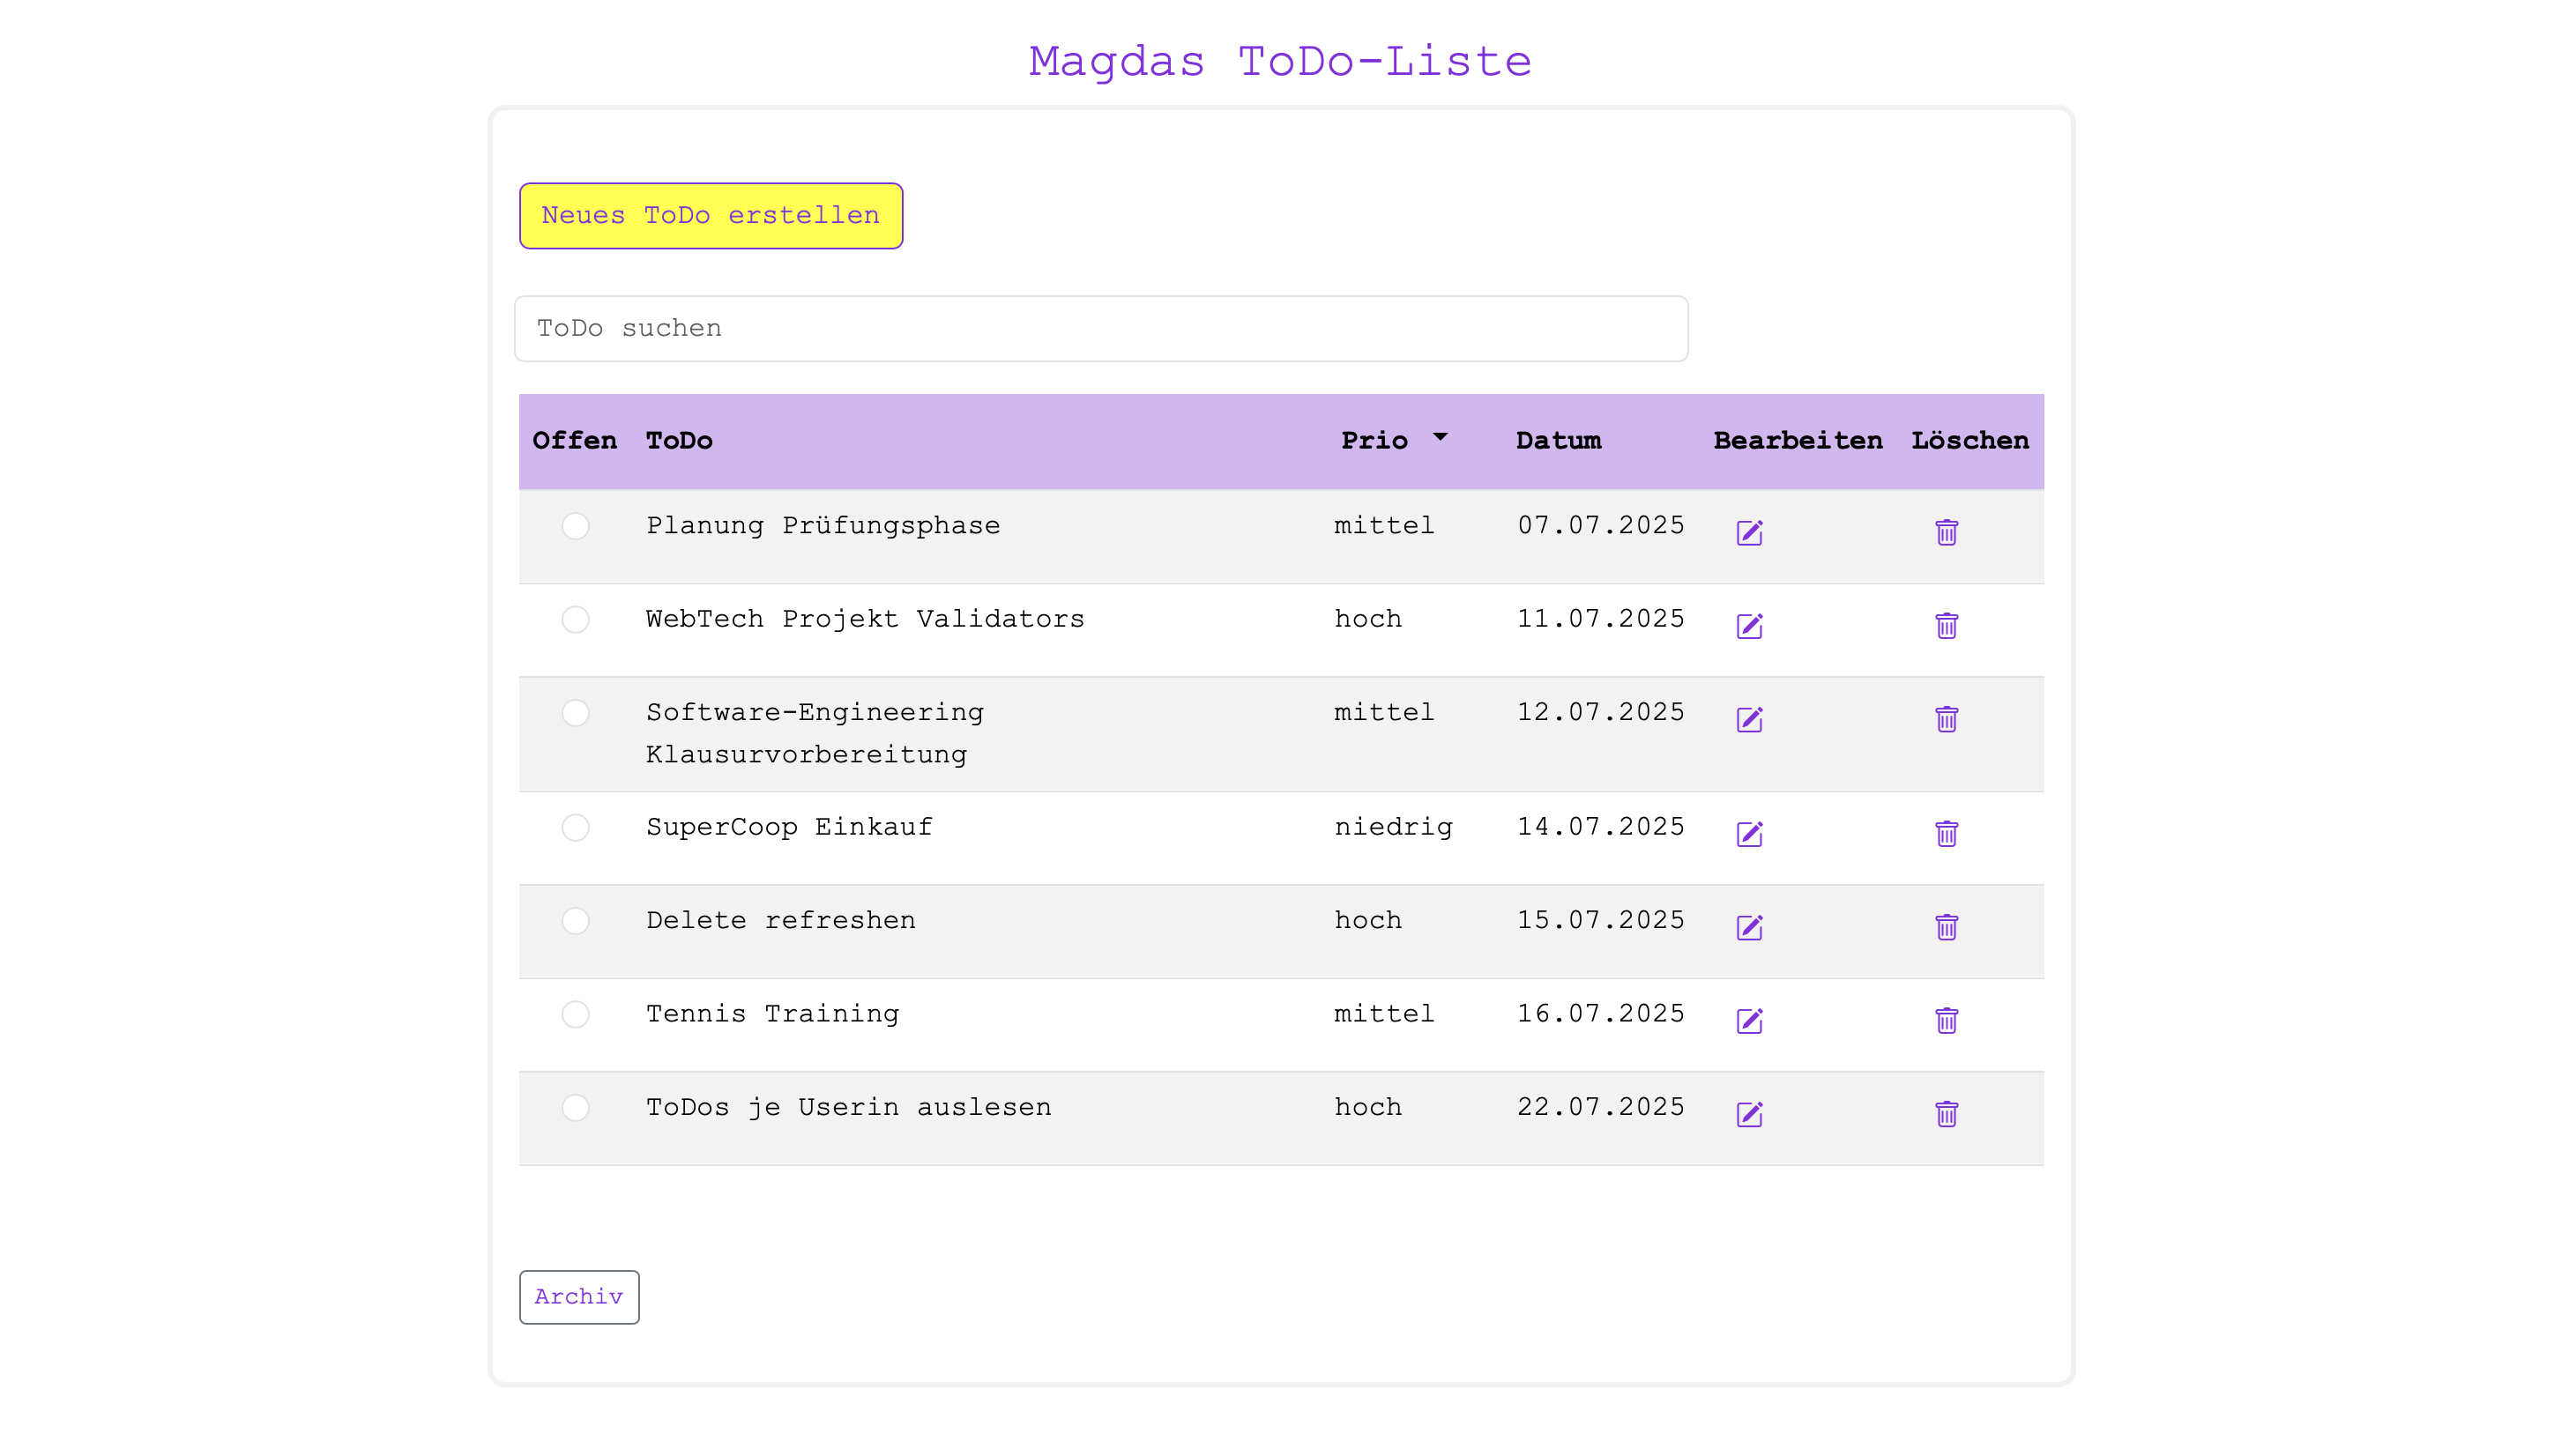 Magdas ToDo-Liste
Neues ToDo erstellen
ToDo suchen
Offen ToDo Prio Datum Bearbeiten Löschen
Planung Prüfungsphase mittel 07.07.2025
WebTech Projekt Validators hoch 11.07.2025
Software-Engineering mittel 12.07.2025
Klausurvorbereitung
SuperCoop Einkauf niedrig 14.07.2025
Delete refreshen hoch 15.07.2025
Tennis Training mittel 16.07.2025
ToDos je Userin auslesen hoch 22.07.2025
Archiv